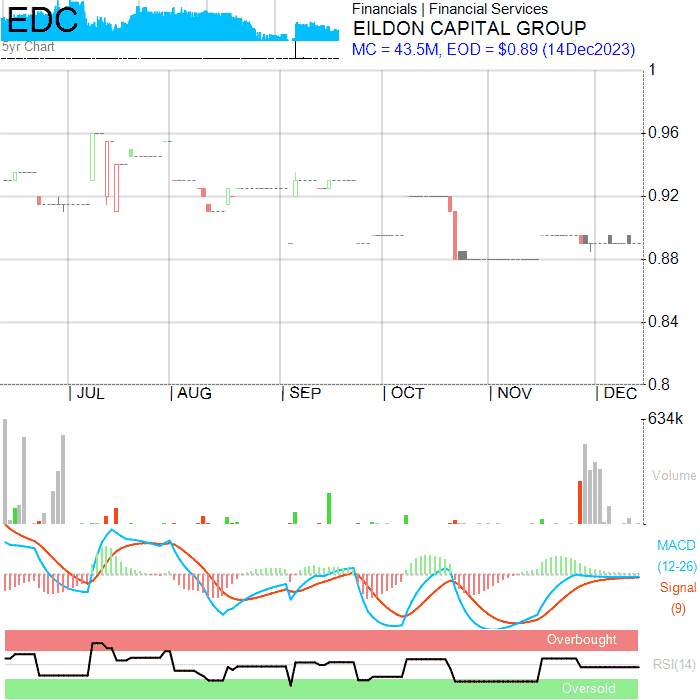 EDC
5yr Chart
Financials | Financial Services
EILDON CAPITAL GROUP
MC = 43.5M, EOD = $0.89 (14Dec2023)
1
0.96
0.92
0.88
0.84
0.8
| JUL | AUG | SEP | OCT | NOV | DEC
634k
Volume
MACD
(12-26)
Signal
(9)
Overbought
RSI(14)
Oversold